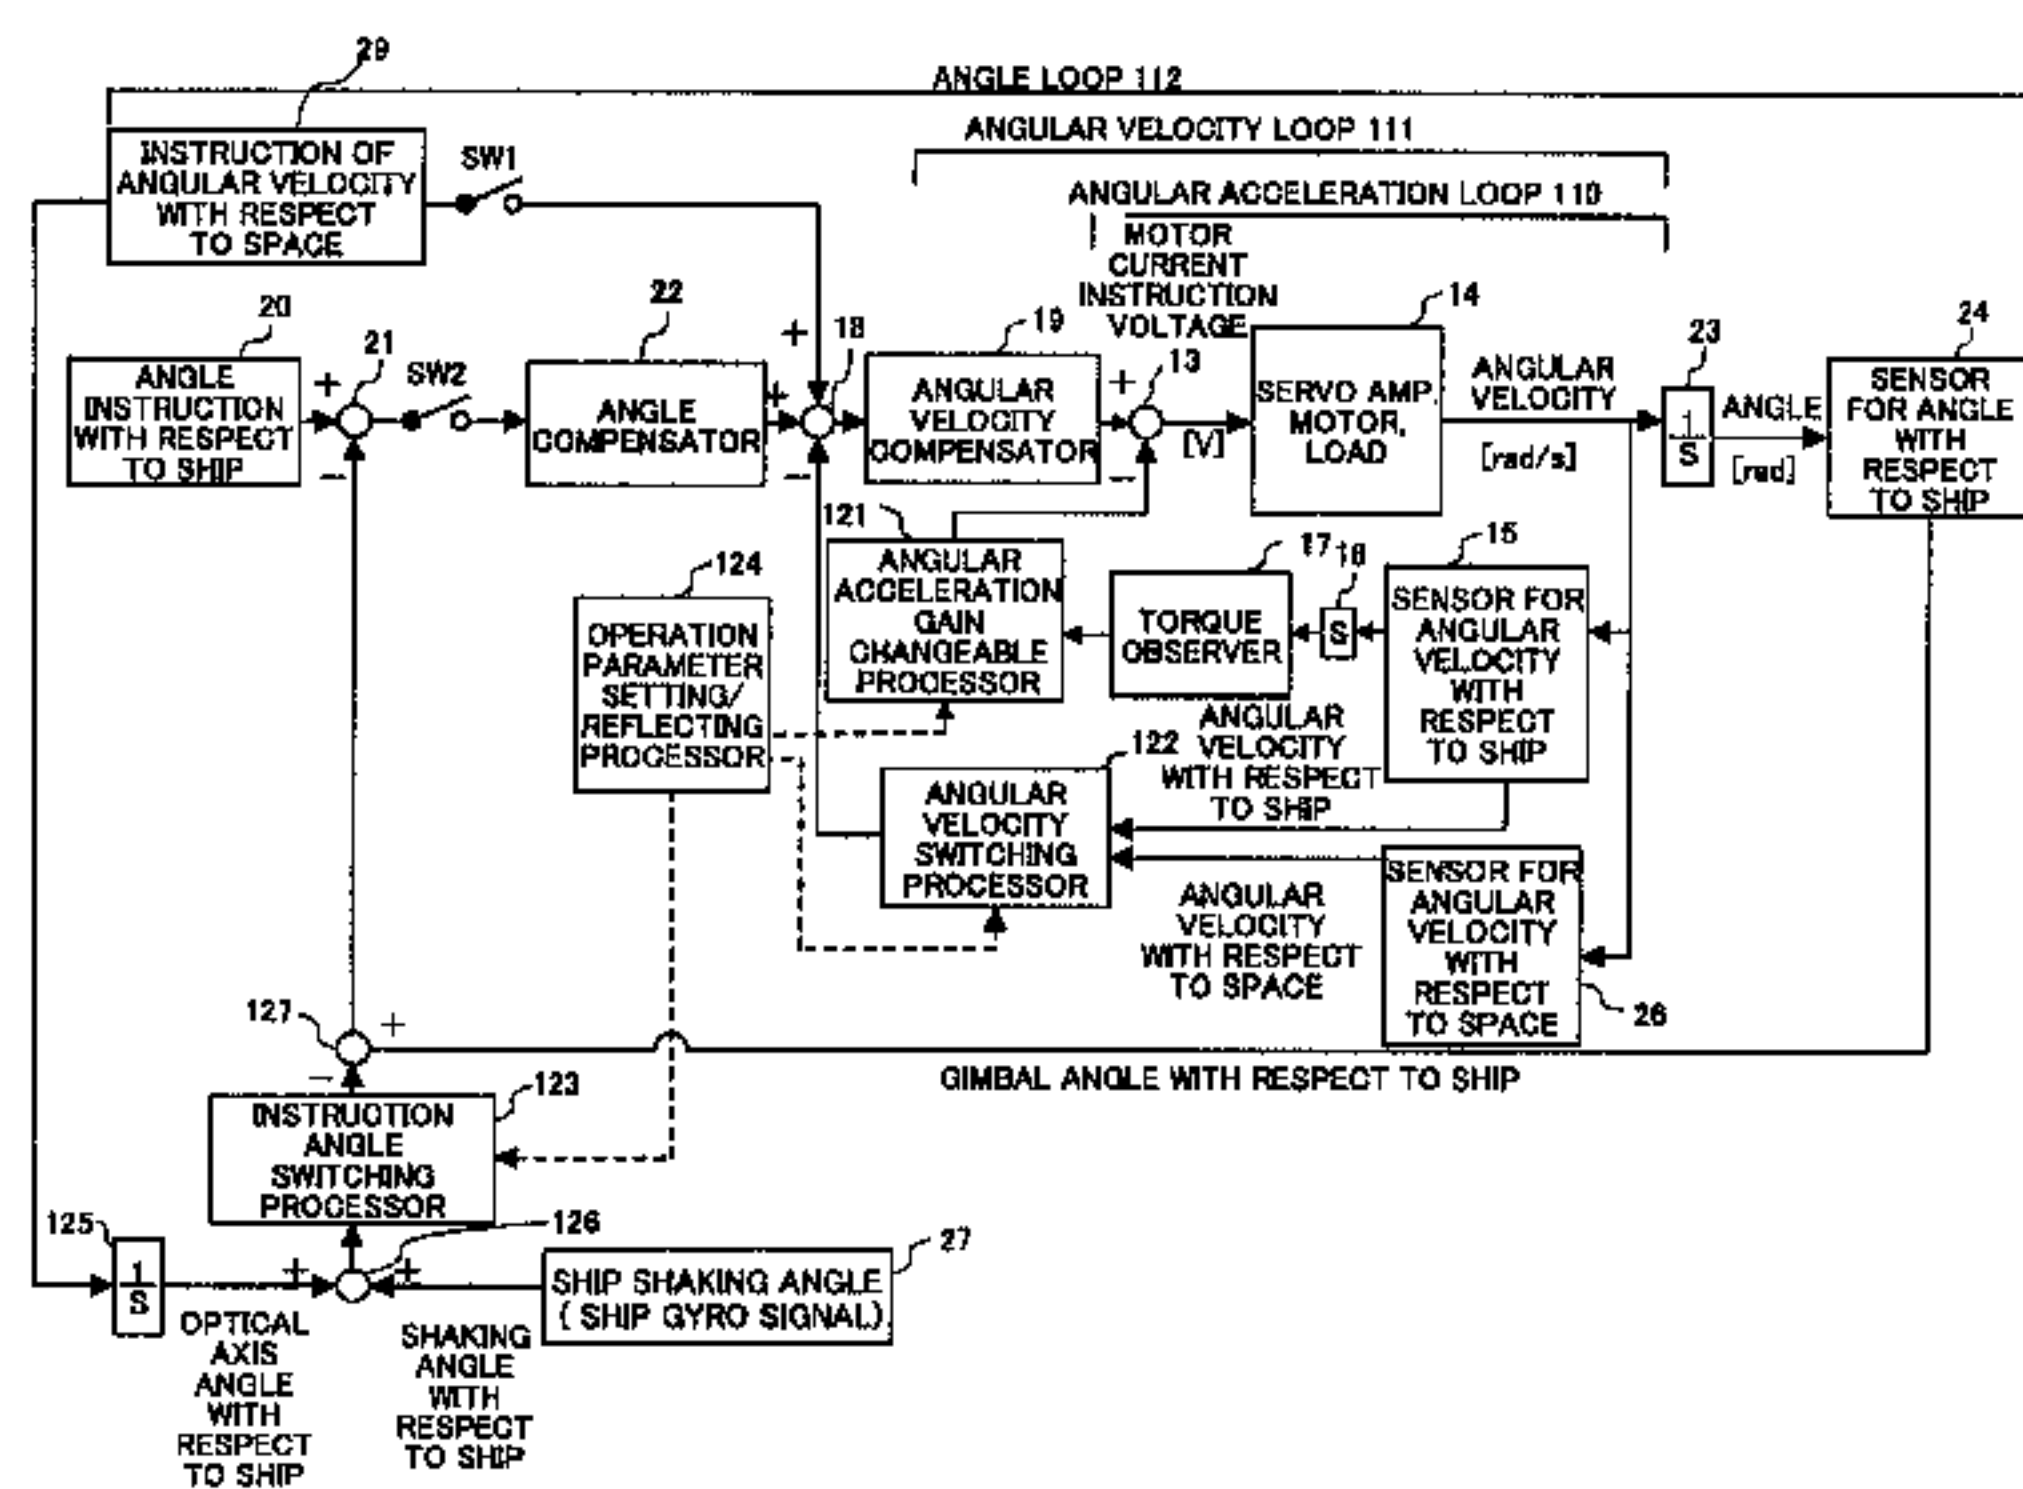 29
ANGLE LOOP 112
ANGULAR VELOCITY LOOP 111
ANGULAR ACCELERATION LOOP 110
INSTRUCTION OF
ANGULAR VELOCITY
WITH RESPECT
TO SPACE
SW1
MOTOR
CURRENT
INSTRUCTION
VOLTAGE
20
ANGLE
INSTRUCTION
WITH RESPECT
TO SHIP
+
−
21
SW2
22
ANGLE
COMPENSATOR
+
+
−
18
19
ANGULAR
VELOCITY
COMPENSATOR
+
−
13
[V]
14
SERVO AMP,
MOTOR,
LOAD
ANGULAR
VELOCITY
[rad/s]
23
1
S
ANGLE
[rad]
24
SENSOR
FOR ANGLE
WITH
RESPECT
TO SHIP
121
ANGULAR
ACCELERATION
GAIN
CHANGEABLE
PROCESSOR
17
TORQUE
OBSERVER
16
S
15
SENSOR FOR
ANGULAR
VELOCITY
WITH
RESPECT
TO SHIP
124
OPERATION
PARAMETER
SETTING/
REFLECTING
PROCESSOR
122
ANGULAR
VELOCITY
SWITCHING
PROCESSOR
ANGULAR
VELOCITY
WITH RESPECT
TO SHIP
ANGULAR
VELOCITY
WITH RESPECT
TO SPACE
SENSOR FOR
ANGULAR
VELOCITY
WITH
RESPECT
TO SPACE
26
127
+
−
GIMBAL ANGLE WITH RESPECT TO SHIP
123
INSTRUCTION
ANGLE
SWITCHING
PROCESSOR
125
1
S
+
+
126
27
SHIP SHAKING ANGLE
( SHIP GYRO SIGNAL)
OPTICAL
AXIS
ANGLE
WITH
RESPECT
TO SHIP
SHAKING
ANGLE
WITH
RESPECT
TO SHIP